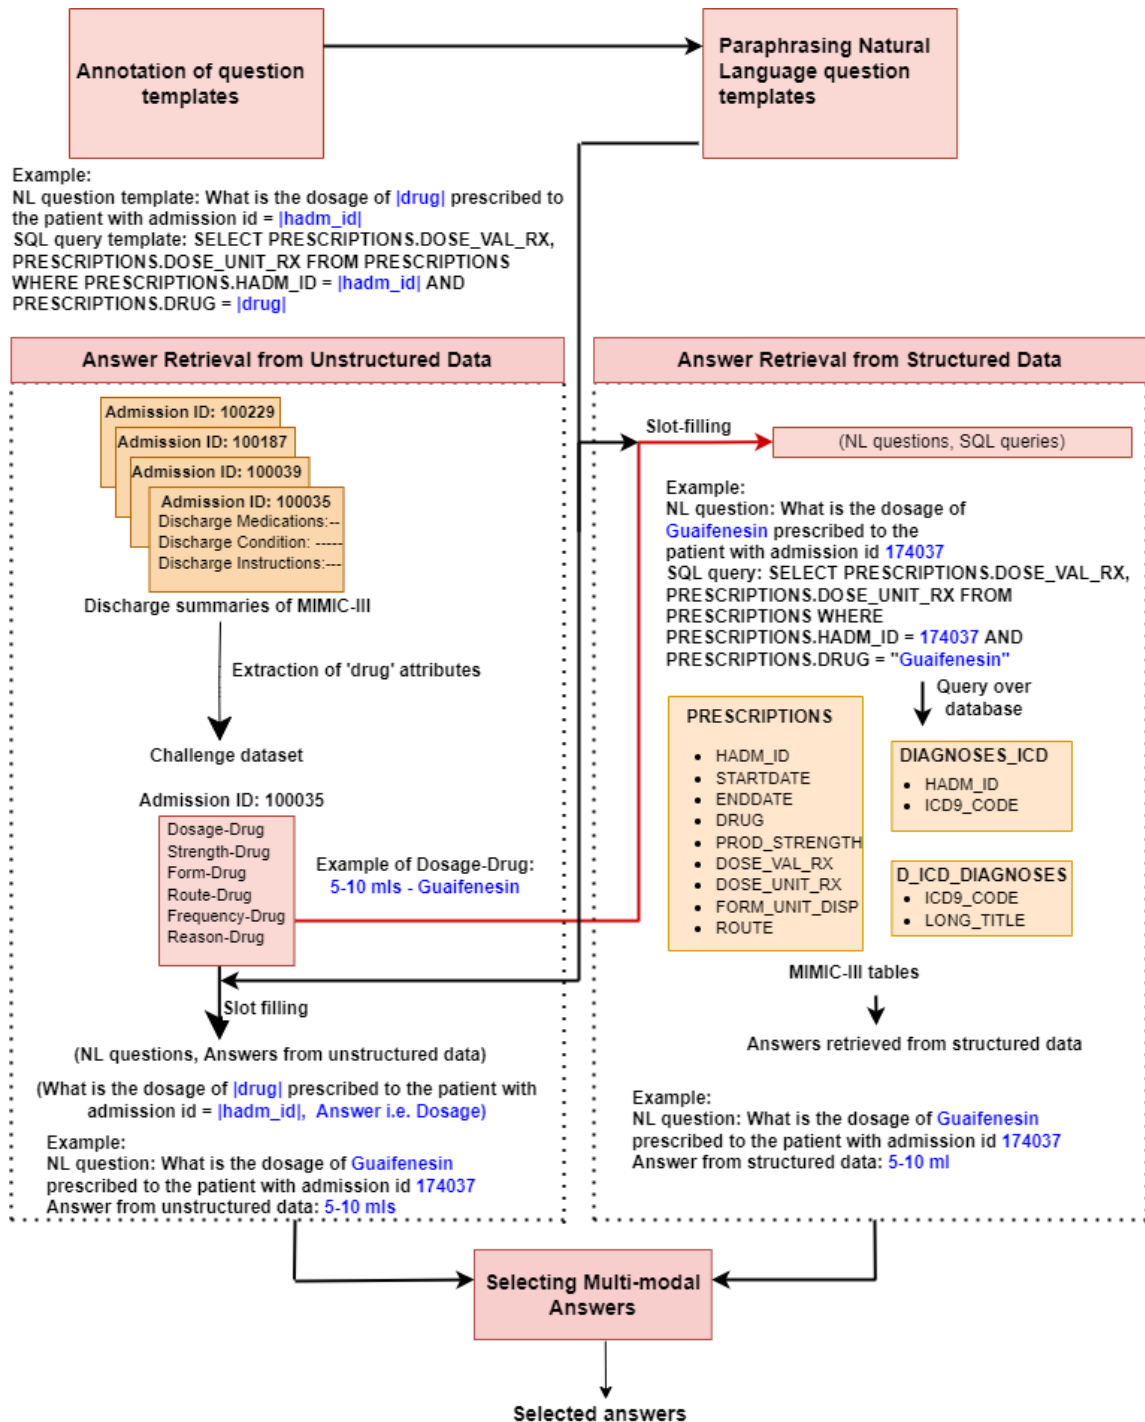 Annotation of question
templates
Paraphrasing Natural
Language question
templates
Example:
NL question template: What is the dosage of |drug| prescribed to
the patient with admission id = |hadm_id|
SQL query template: SELECT PRESCRIPTIONS.DOSE_VAL_RX,
PRESCRIPTIONS.DOSE_UNIT_RX FROM PRESCRIPTIONS
WHERE PRESCRIPTIONS.HADM_ID = |hadm_id| AND
PRESCRIPTIONS.DRUG = |drug|
Answer Retrieval from Unstructured Data
Admission ID: 100229
Admission ID: 100187
Admission ID: 100039
Admission ID: 100035
Discharge Medications:--
Discharge Condition: -----
Discharge Instructions:---
Discharge summaries of MIMIC-III
Extraction of 'drug' attributes
Challenge dataset
Admission ID: 100035
Dosage-Drug
Strength-Drug
Form-Drug
Route-Drug
Frequency-Drug
Reason-Drug
Example of Dosage-Drug:
5-10 mls - Guaifenesin
Slot filling
(NL questions, Answers from unstructured data)
(What is the dosage of |drug| prescribed to the patient with
admission id = |hadm_id|, Answer i.e. Dosage)
Example:
NL question: What is the dosage of Guaifenesin
prescribed to the patient with admission id 174037
Answer from unstructured data: 5-10 mls
Answer Retrieval from Structured Data
Slot-filling
(NL questions, SQL queries)
Example:
NL question: What is the dosage of
Guaifenesin prescribed to the
patient with admission id 174037
SQL query: SELECT PRESCRIPTIONS.DOSE_VAL_RX,
PRESCRIPTIONS.DOSE_UNIT_RX FROM
PRESCRIPTIONS WHERE
PRESCRIPTIONS.HADM_ID = 174037 AND
PRESCRIPTIONS.DRUG = "Guaifenesin"
Query over
database
PRESCRIPTIONS
• HADM_ID
• STARTDATE
• ENDDATE
• DRUG
• PROD_STRENGTH
• DOSE_VAL_RX
• DOSE_UNIT_RX
• FORM_UNIT_DISP
• ROUTE
DIAGNOSES_ICD
• HADM_ID
• ICD9_CODE
D_ICD_DIAGNOSES
• ICD9_CODE
• LONG_TITLE
MIMIC-III tables
Answers retrieved from structured data
Example:
NL question: What is the dosage of Guaifenesin
prescribed to the patient with admission id 174037
Answer from structured data: 5-10 ml
Selecting Multi-modal
Answers
Selected answers